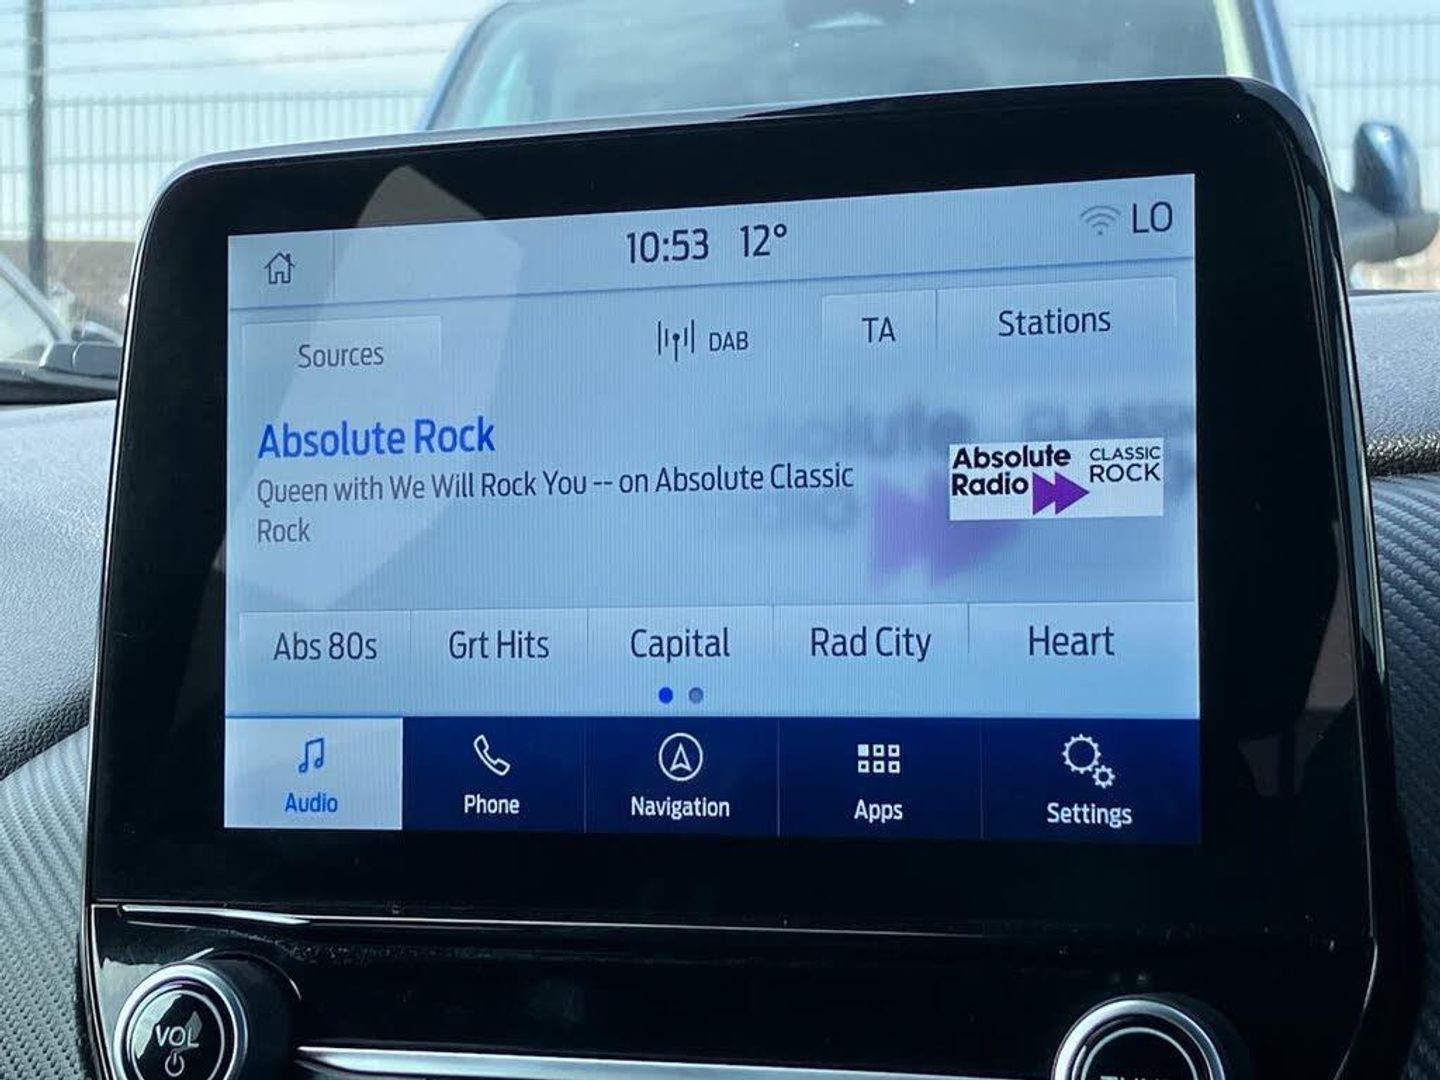 10:53 12°
LO
Sources
DAB
TA
Stations
Absolute Rock
Queen with We Will Rock You -- on Absolute Classic
Rock
Absolute
Radio
CLASSIC
ROCK
Abs 80s
Grt Hits
Capital
Rad City
Heart
Audio
Phone
Navigation
Apps
Settings
VOL